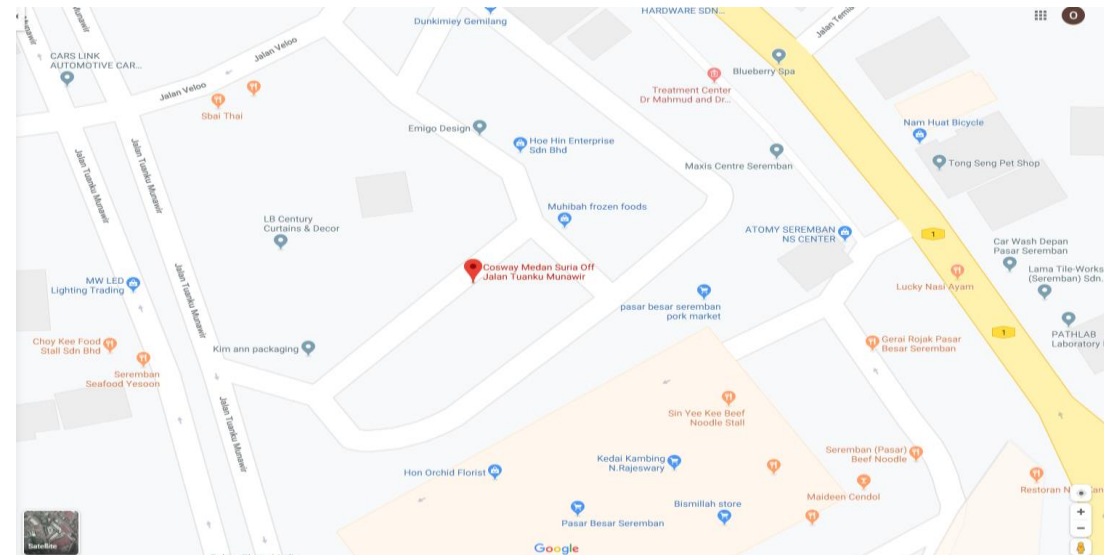 Dunkimiey Gemilang
HARDWARE SDN...
Jalan Temia
O
CARS LINK
AUTOMOTIVE CAR...
Jalan Veloo
Jalan Veloo
Blueberry Spa
Treatment Center
Dr Mahmud and Dr...
Sbai Thai
Emigo Design
Hoe Hin Enterprise
Sdn Bhd
Nam Huat Bicycle
Tong Seng Pet Shop
Maxis Centre Seremban
Jalan Tuanku Munawir
Jalan Tuanku Munawir
Muhibah frozen foods
LB Century
Curtains & Decor
ATOMY SEREMBAN
NS CENTER
1
Car Wash Depan
Pasar Seremban
Cosway Medan Suria Off
Jalan Tuanku Munawir
Lama Tile-Works
(Seremban) Sdn.
MW LED
Lighting Trading
Jalan Tuanku Munawir
Lucky Nasi Ayam
pasar besar seremban
pork market
1
PATHLAB
Laboratory
Choy Kee Food
Stall Sdn Bhd
Kim ann packaging
Gerai Rojak Pasar
Besar Seremban
Seremban
Seafood Yesoon
Jalan Tuanku Munawir
Sin Yee Kee Beef
Noodle Stall
Seremban (Pasar)
Beef Noodle
Kedai Kambing
N.Rajeswary
Hon Orchid Florist
Maideen Cendol
Restoran
Bismillah store
Pasar Besar Seremban
Satellite
Google